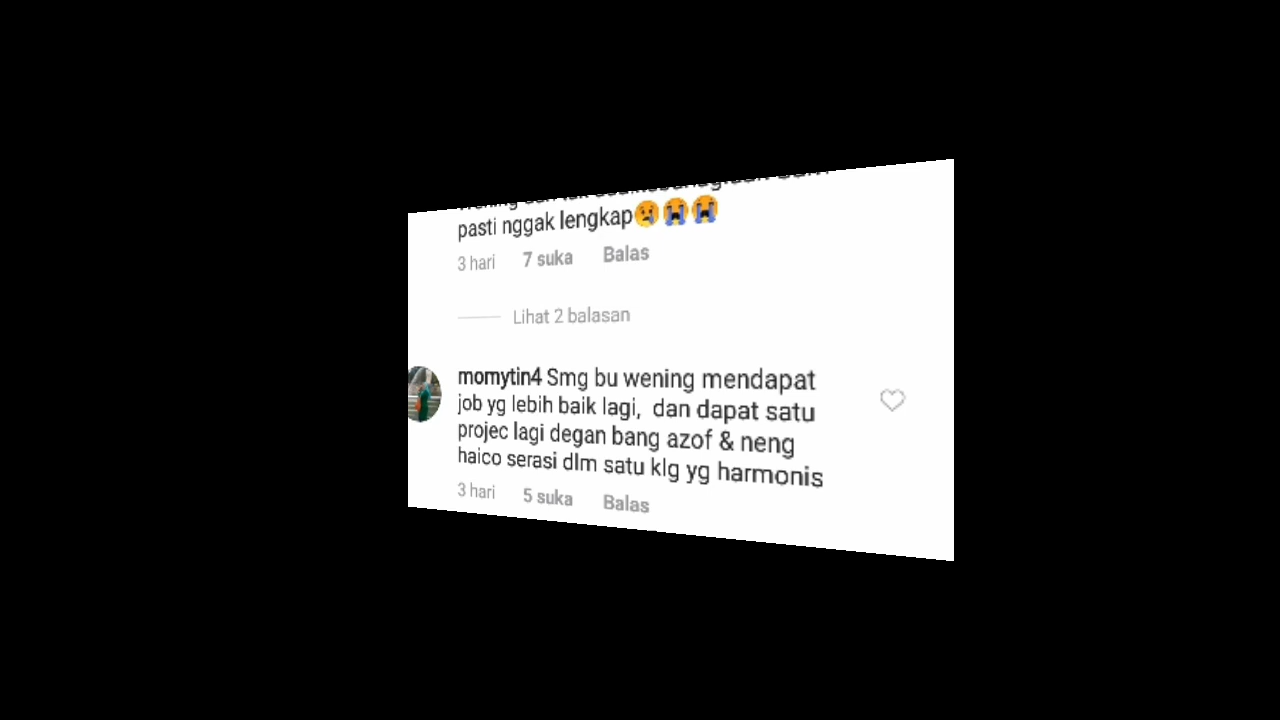 pasti nggak lengkap😢😭😭
3 hari 7 suka Balas
Lihat 2 balasan
momytin4 Smg bu wening mendapat
job yg lebih baik lagi, dan dapat satu
projec lagi degan bang azof & neng
haico serasi dlm satu klg yg harmonis
3 hari 5 suka Balas